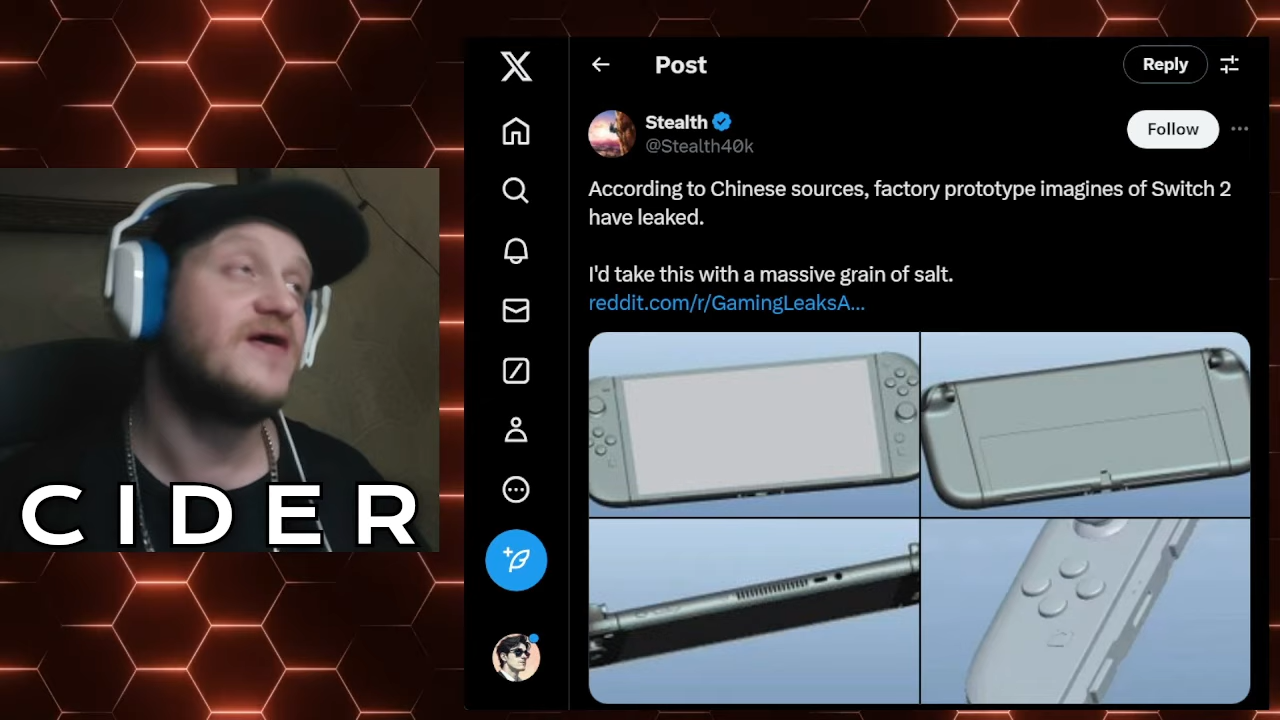 Post
Reply
Stealth
@Stealth40k
Follow
According to Chinese sources, factory prototype imagines of Switch 2
have leaked.
I'd take this with a massive grain of salt.
reddit.com/r/GamingLeaksA...
CIDER